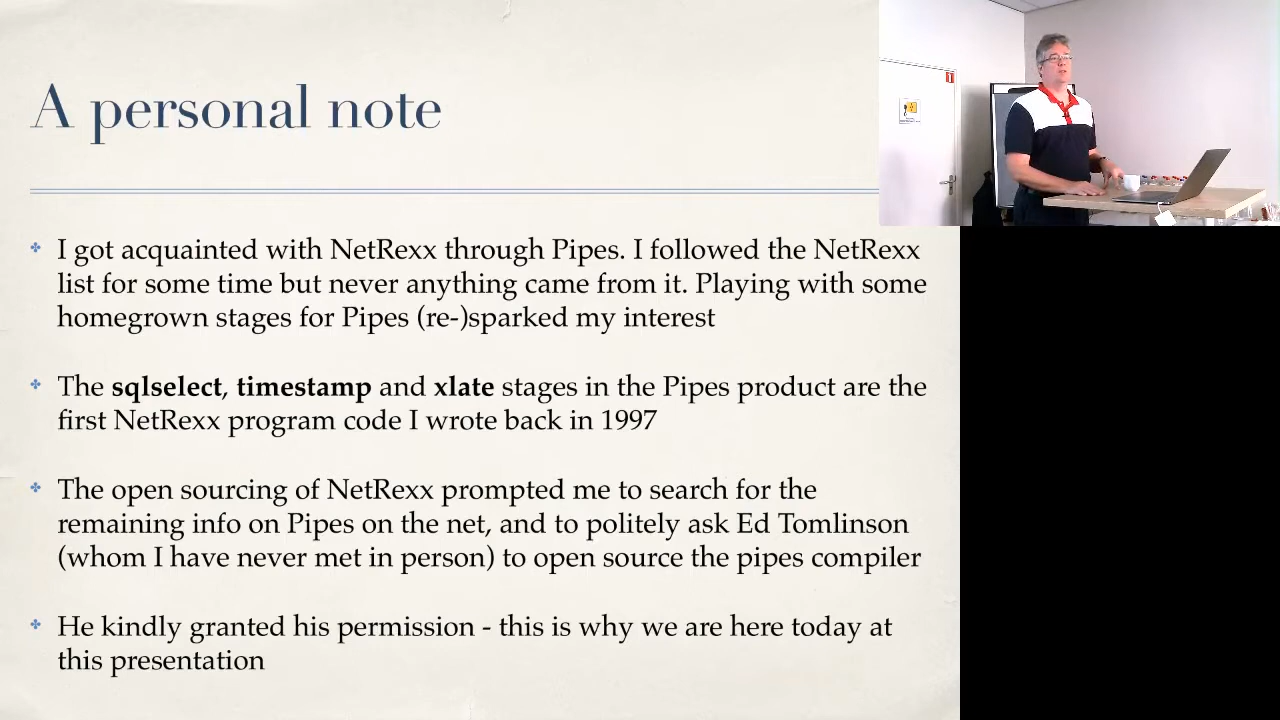 A personal note
I got acquainted with NetRexx through Pipes. I followed the NetRexx
list for some time but never anything came from it. Playing with some
homegrown stages for Pipes (re-)sparked my interest
The sqlselect, timestamp and xlate stages in the Pipes product are the
first NetRexx program code I wrote back in 1997
The open sourcing of NetRexx prompted me to search for the
remaining info on Pipes on the net, and to politely ask Ed Tomlinson
(whom I have never met in person) to open source the pipes compiler
He kindly granted his permission - this is why we are here today at
this presentation